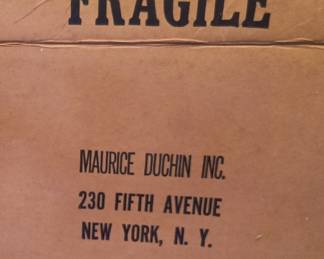 FRAGILE
MAURICE DUCHIN INC.
230 FIFTH AVENUE
NEW YORK, N. Y.